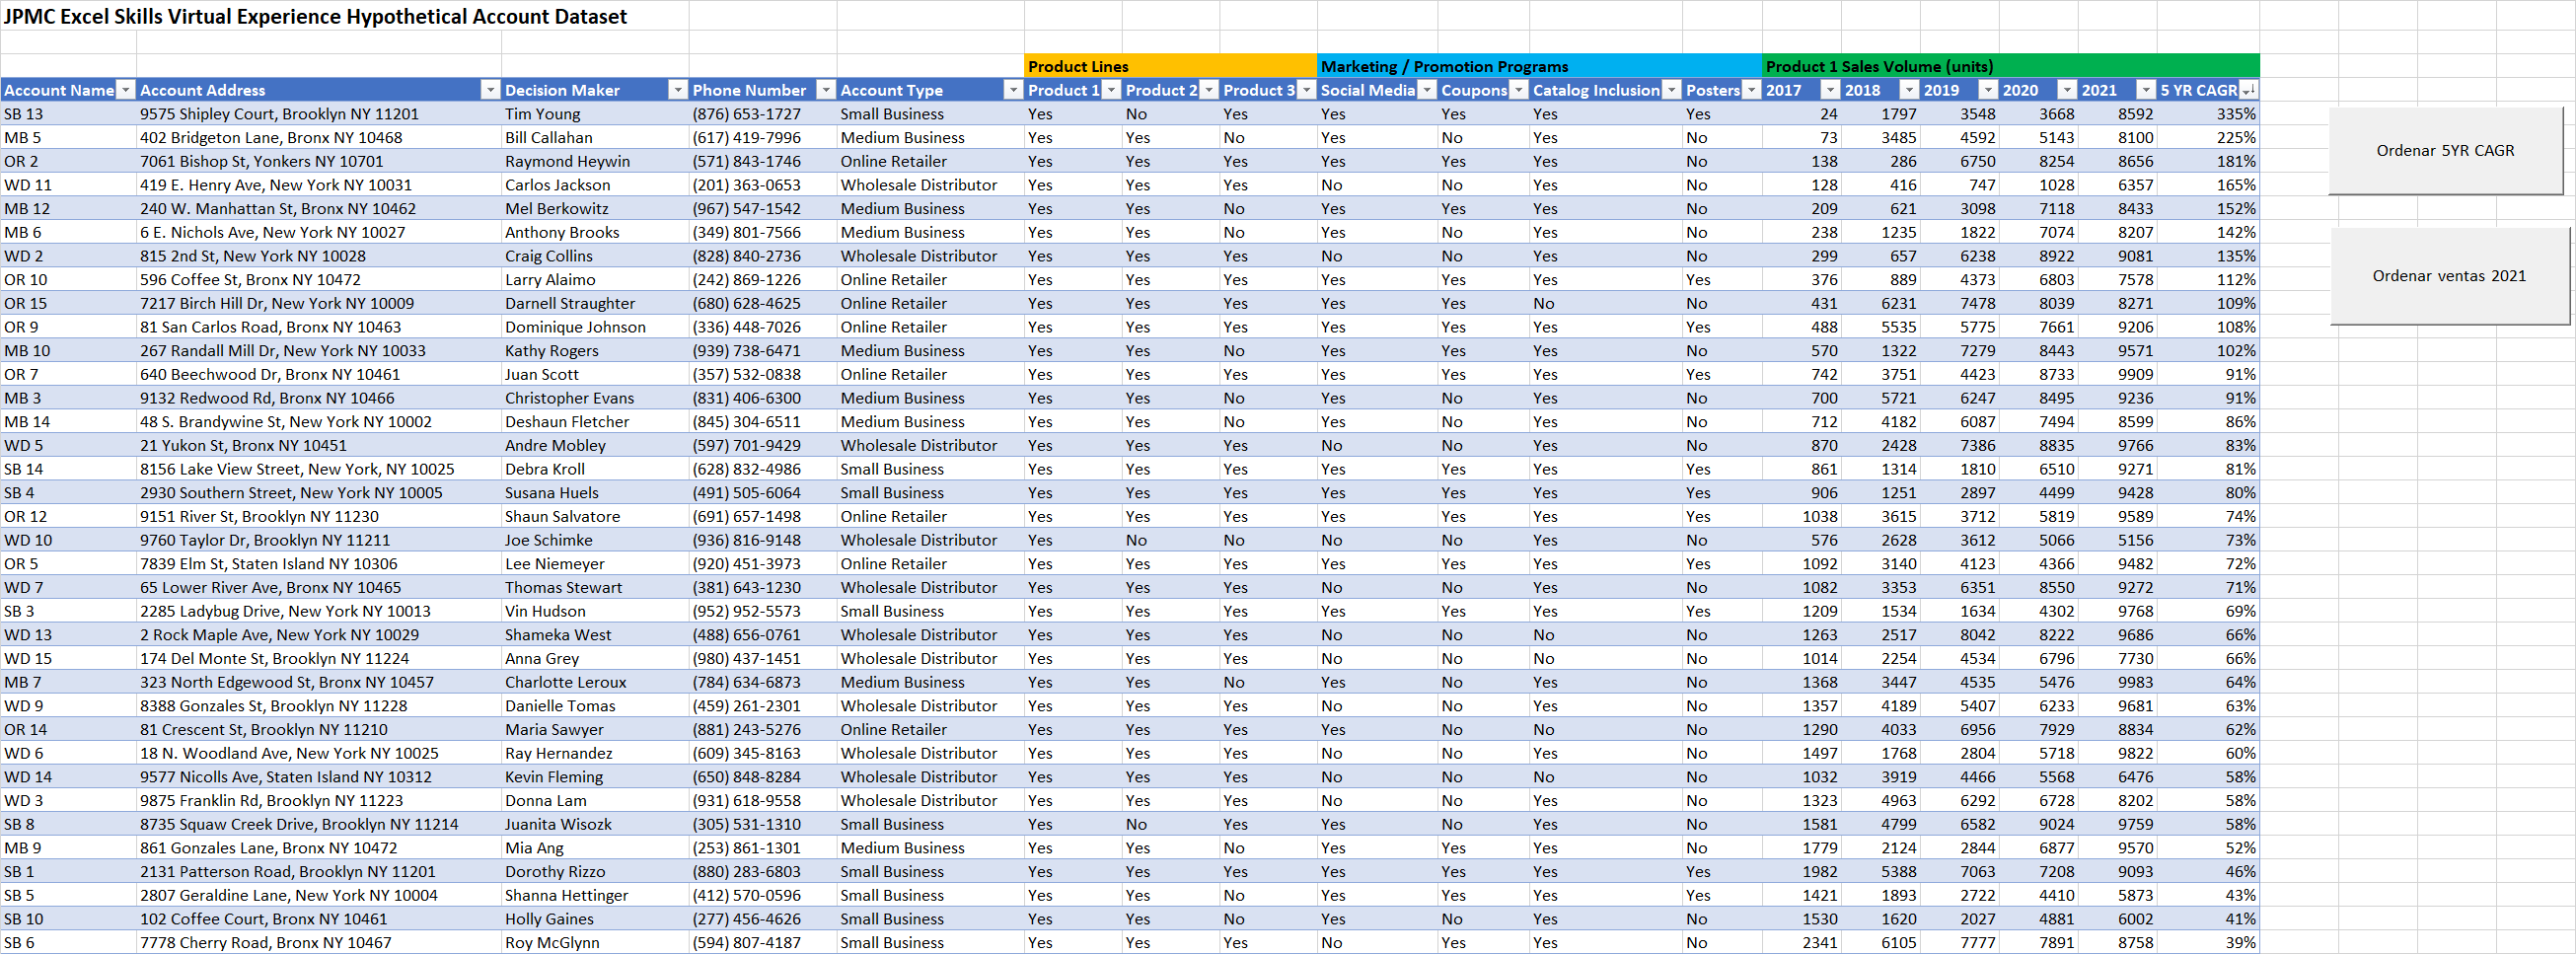 JPMC Excel Skills Virtual Experience Hypothetical Account Dataset
Product Lines Marketing / Promotion Programs Product 1 Sales Volume (units)
Account Name Account Address Decision Maker Phone Number Account Type Product 1 Product 2 Product 3 Social Media Coupons Catalog Inclusion Posters 2017 2018 2019 2020 2021 5 YR CAGR
SB 13 9575 Shipley Court, Brooklyn NY 11201 Tim Young (876) 653-1727 Small Business Yes No Yes Yes Yes Yes Yes 24 1797 3548 3668 8592 335%
MB 5 402 Bridgeton Lane, Bronx NY 10468 Bill Callahan (617) 419-7996 Medium Business Yes Yes No Yes No Yes No 73 3485 4592 5143 8100 225%
Ordenar 5YR CAGR
OR 2 7061 Bishop St, Yonkers NY 10701 Raymond Heywin (571) 843-1746 Online Retailer Yes Yes Yes Yes Yes Yes Yes 138 286 6750 8254 8656 181%
WD 11 419 E. Henry Ave, New York NY 10031 Carlos Jackson (201) 363-0653 Wholesale Distributor Yes Yes Yes No No Yes No 128 416 747 1028 6357 165%
MB 12 240 W. Manhattan St, Bronx NY 10462 Mel Berkowitz (967) 547-1542 Medium Business Yes Yes No Yes Yes Yes No 209 621 3098 7118 8433 152%
MB 6 6 E. Nichols Ave, New York NY 10027 Anthony Brooks (349) 801-7566 Medium Business Yes Yes No Yes No Yes No 238 1235 1822 7074 8207 142%
WD 2 815 2nd St, New York NY 10028 Craig Collins (828) 840-2736 Wholesale Distributor Yes Yes Yes No No Yes No 299 657 6238 8922 9081 135%
Ordenar ventas 2021
OR 10 596 Coffee St, Bronx NY 10472 Larry Alaimo (242) 869-1226 Online Retailer Yes Yes Yes Yes Yes Yes Yes 376 889 4373 6803 7578 112%
OR 15 7217 Birch Hill Dr, New York NY 10009 Darnell Straughter (680) 628-4625 Online Retailer Yes Yes Yes Yes Yes No No 431 6231 7478 8039 8271 109%
OR 9 81 San Carlos Road, Bronx NY 10463 Dominique Johnson (336) 448-7026 Online Retailer Yes Yes Yes Yes Yes Yes Yes 488 5535 5775 7661 9206 108%
MB 10 267 Randall Mill Dr, New York NY 10033 Kathy Rogers (939) 738-6471 Medium Business Yes Yes No Yes Yes Yes No 570 1322 7279 8443 9571 102%
OR 7 640 Beechwood Dr, Bronx NY 10461 Juan Scott (357) 532-0838 Online Retailer Yes Yes Yes Yes Yes Yes Yes 742 3751 4423 8733 9909 91%
MB 3 9132 Redwood Rd, Bronx NY 10466 Christopher Evans (831) 406-6300 Medium Business Yes Yes No Yes No Yes No 700 5721 6247 8495 9236 91%
MB 14 48 S. Brandywine St, New York NY 10002 Deshaun Fletcher (845) 304-6511 Medium Business Yes Yes No Yes No Yes No 712 4182 6087 7494 8599 86%
WD 5 21 Yukon St, Bronx NY 10451 Andre Mobley (597) 701-9429 Wholesale Distributor Yes Yes Yes No No Yes No 870 2428 7386 8835 9766 83%
SB 14 8156 Lake View Street, New York, NY 10025 Debra Kroll (628) 832-4986 Small Business Yes Yes Yes Yes Yes Yes Yes 861 1314 1810 6510 9271 81%
SB 4 2930 Southern Street, New York NY 10005 Susana Huels (491) 505-6064 Small Business Yes Yes Yes Yes Yes Yes Yes 906 1251 2897 4499 9428 80%
OR 12 9151 River St, Brooklyn NY 11230 Shaun Salvatore (691) 657-1498 Online Retailer Yes Yes Yes Yes Yes Yes Yes 1038 3615 3712 5819 9589 74%
WD 10 9760 Taylor Dr, Brooklyn NY 11211 Joe Schimke (936) 816-9148 Wholesale Distributor Yes No No No No Yes No 576 2628 3612 5066 5156 73%
OR 5 7839 Elm St, Staten Island NY 10306 Lee Niemeyer (920) 451-3973 Online Retailer Yes Yes Yes Yes Yes Yes Yes 1092 3140 4123 4366 9482 72%
WD 7 65 Lower River Ave, Bronx NY 10465 Thomas Stewart (381) 643-1230 Wholesale Distributor Yes Yes Yes No No Yes No 1082 3353 6351 8550 9272 71%
SB 3 2285 Ladybug Drive, New York NY 10013 Vin Hudson (952) 952-5573 Small Business Yes Yes Yes Yes Yes Yes Yes 1209 1534 1634 4302 9768 69%
WD 13 2 Rock Maple Ave, New York NY 10029 Shameka West (488) 656-0761 Wholesale Distributor Yes Yes Yes No No No No 1263 2517 8042 8222 9686 66%
WD 15 174 Del Monte St, Brooklyn NY 11224 Anna Grey (980) 437-1451 Wholesale Distributor Yes Yes Yes No No No No 1014 2254 4534 6796 7730 66%
MB 7 323 North Edgewood St, Bronx NY 10457 Charlotte Leroux (784) 634-6873 Medium Business Yes Yes No Yes No Yes No 1368 3447 4535 5476 9983 64%
WD 9 8388 Gonzales St, Brooklyn NY 11228 Danielle Tomas (459) 261-2301 Wholesale Distributor Yes Yes Yes No No Yes No 1357 4189 5407 6233 9681 63%
OR 14 81 Crescent St, Brooklyn NY 11210 Maria Sawyer (881) 243-5276 Online Retailer Yes Yes Yes Yes No No No 1290 4033 6956 7929 8834 62%
WD 6 18 N. Woodland Ave, New York NY 10025 Ray Hernandez (609) 345-8163 Wholesale Distributor Yes Yes Yes No No Yes No 1497 1768 2804 5718 9822 60%
WD 14 9577 Nicolls Ave, Staten Island NY 10312 Kevin Fleming (650) 848-8284 Wholesale Distributor Yes Yes Yes No No No No 1032 3919 4466 5568 6476 58%
WD 3 9875 Franklin Rd, Brooklyn NY 11223 Donna Lam (931) 618-9558 Wholesale Distributor Yes Yes Yes No No Yes No 1323 4963 6292 6728 8202 58%
SB 8 8735 Squaw Creek Drive, Brooklyn NY 11214 Juanita Wisozk (305) 531-1310 Small Business Yes No Yes Yes No Yes No 1581 4799 6582 9024 9759 58%
MB 9 861 Gonzales Lane, Bronx NY 10472 Mia Ang (253) 861-1301 Medium Business Yes Yes No Yes Yes Yes No 1779 2124 2844 6877 9570 52%
SB 1 2131 Patterson Road, Brooklyn NY 11201 Dorothy Rizzo (880) 283-6803 Small Business Yes Yes Yes Yes Yes Yes Yes 1982 5388 7063 7208 9093 46%
SB 5 2807 Geraldine Lane, New York NY 10004 Shanna Hettinger (412) 570-0596 Small Business Yes Yes No Yes Yes Yes Yes 1421 1893 2722 4410 5873 43%
SB 10 102 Coffee Court, Bronx NY 10461 Holly Gaines (277) 456-4626 Small Business Yes Yes No Yes No Yes No 1530 1620 2027 4881 6002 41%
SB 6 7778 Cherry Road, Bronx NY 10467 Roy McGlynn (594) 807-4187 Small Business Yes Yes Yes No Yes Yes No 2341 6105 7777 7891 8758 39%